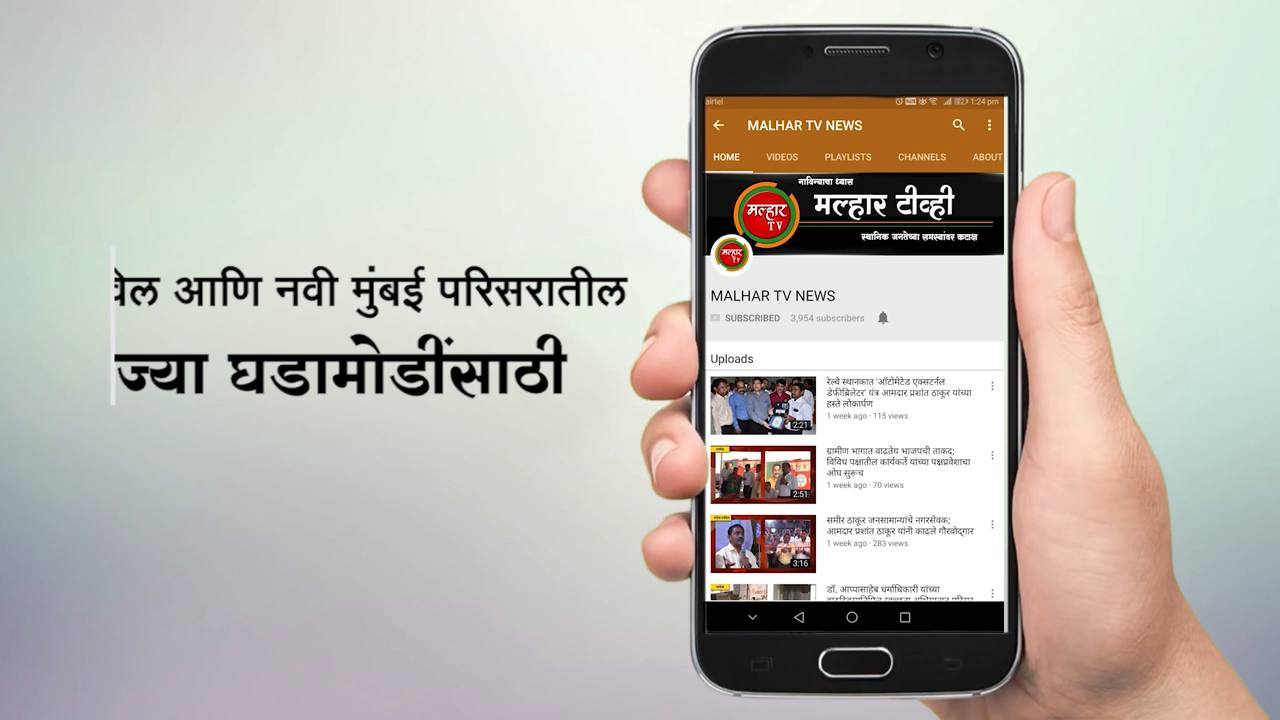 वेल आणि नवी मुंबई परिसरातील
ज्या घडामोडींसाठी
airtel
1:24 pm
MALHAR TV NEWS
HOME VIDEOS PLAYLISTS CHANNELS ABOUT
नाविन्याचा ध्यास
मल्हार टीव्ही
मल्हार
TV
स्थानिक जनतेच्या समस्यांवर कटाक्ष
मल्हार
TV
MALHAR TV NEWS
SUBSCRIBED 3,954 subscribers
Uploads
रेल्वे स्थानकात 'ऑटोमेटेड एक्सटर्नल
डेफीब्रिलेटर' यंत्र आमदार प्रशांत ठाकूर यांच्या
हस्ते लोकार्पण
1 week ago · 115 views
2:21
ग्रामीण भागात वाढतेय भाजपची ताकद;
विविध पक्षातील कार्यकर्ते यांच्या पक्षप्रवेशाचा
ओघ सुरूच
1 week ago · 70 views
2:51
समीर ठाकूर जनसामान्यांचे नगरसेवक;
आमदार प्रशांत ठाकूर यांनी काढले गौरवोद्गार
1 week ago · 283 views
3:16
डॉ. आप्पासाहेब धर्माधिकारी यांच्या